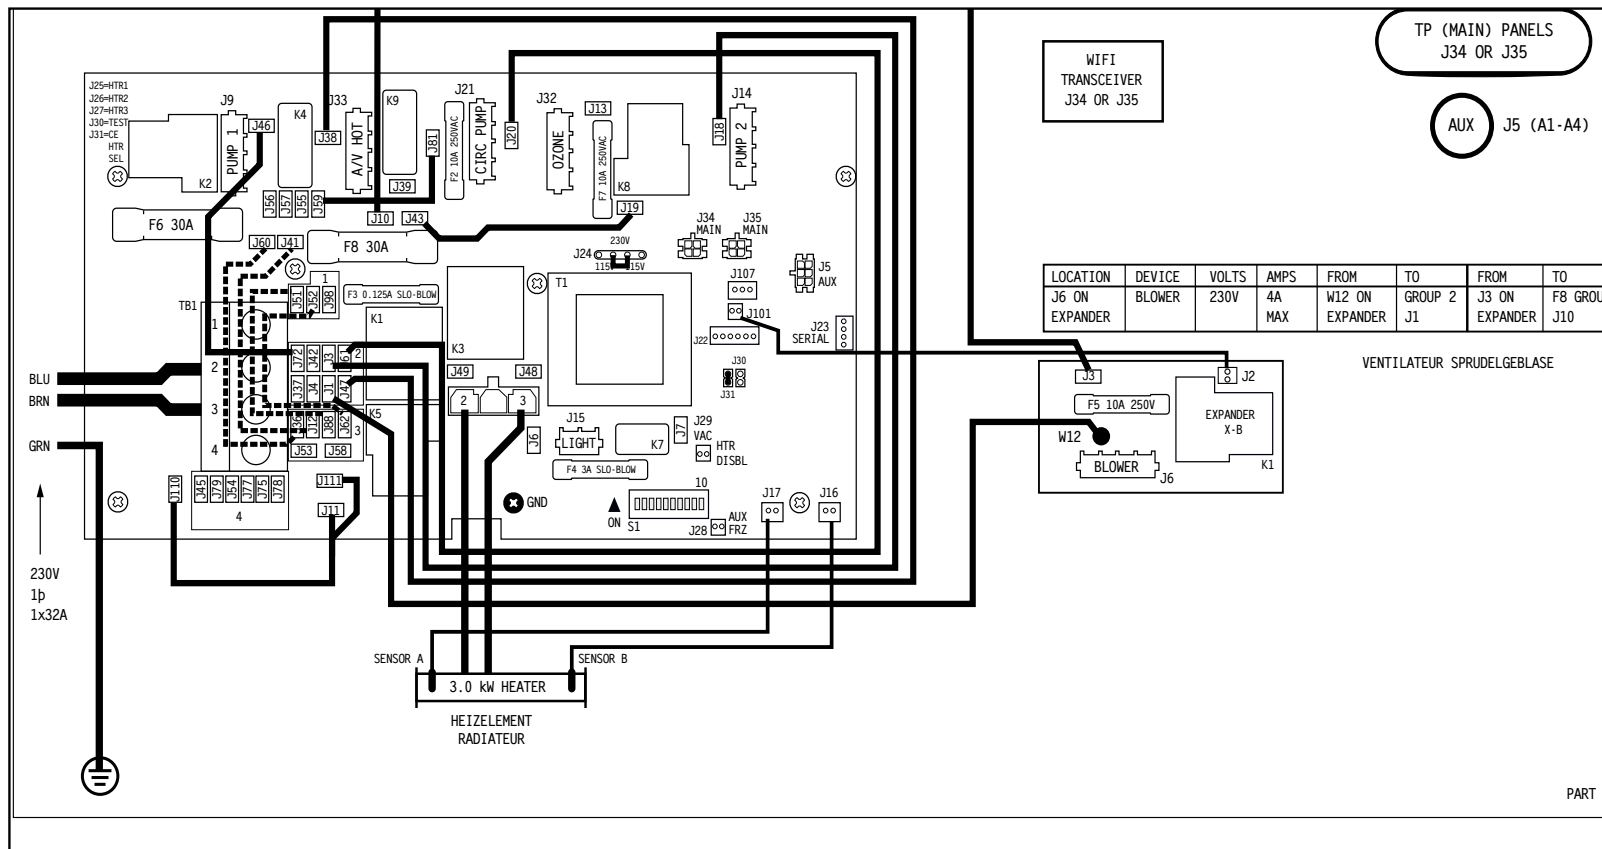 TP (MAIN) PANELS
J34 OR J35
WIFI
TRANSCEIVER
J34 OR J35
AUX
J5 (A1-A4)
J25=HTR1
J26=HTR2
J27=HTR3
J30=TEST
J31=CE
HTR
SEL
J9
PUMP 1
J46
K2
K4
J33
A/V HOT
J38
K9
J39
J81
J21
F2 10A 250VAC
CIRC PUMP
J20
J32
OZONE
J13
F7 10A 250VAC
K8
J19
J14
J18
PUMP 2
J56
J57
J55
J59
J10
J43
F6 30A
J60
J41
F8 30A
J34
MAIN
J35
MAIN
230V
J24
115V
115V
J5
AUX
T1
J107
J101
J22
J23
SERIAL
J30
J31
1
J51
J52
J98
F3 0.125A SLO-BLOW
TB1
1
2
3
4
K1
K3
J72
J42
J3
J61
2
J37
J4
J1
J47
J36
J12
J88
J62
3
K5
J53
J58
J49
J48
2
3
J6
J15
LIGHT
K7
F4 3A SLO-BLOW
J7
J29
VAC
HTR
DISBL
J110
J45
J79
J54
J77
J75
J78
4
J111
J11
GND
ON
S1
10
J28
AUX
FRZ
J17
J16
BLU
BRN
GRN
230V
1þ
1x32A
SENSOR A
SENSOR B
3.0 kW HEATER
HEIZELEMENT
RADIATEUR
LOCATION DEVICE VOLTS AMPS FROM TO FROM TO
J6 ON BLOWER 230V 4A W12 ON GROUP 2 J3 ON F8 GROU
EXPANDER MAX EXPANDER J1 EXPANDER J10
VENTILATEUR SPRUDELGEBLASE
J3
J2
F5 10A 250V
EXPANDER
X-B
W12
BLOWER
J6
K1
PART